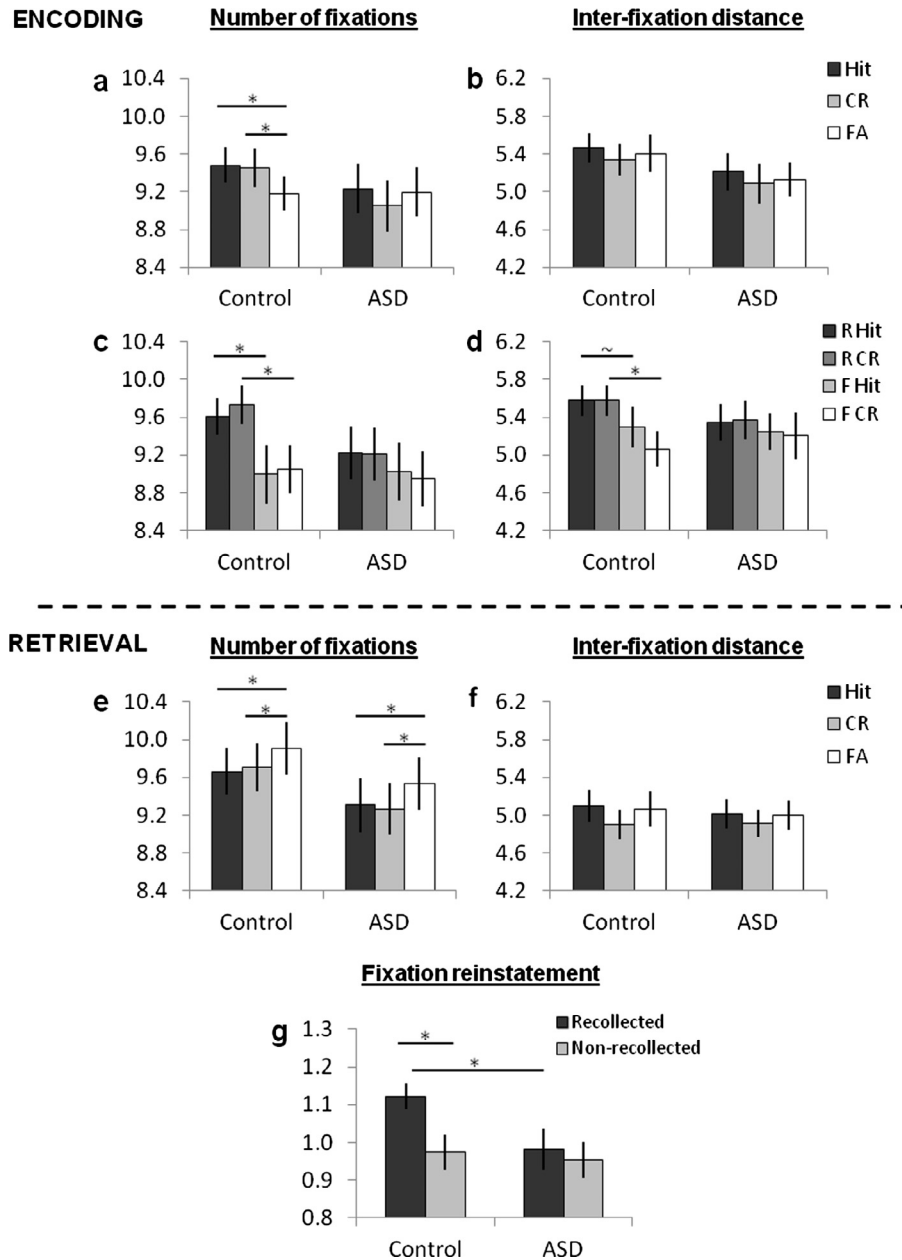 ENCODING
Number of fixations
Inter-fixation distance
a
10.4
10.0
9.6
9.2
8.8
8.4
*
*
Control
ASD
b
6.2
5.8
5.4
5.0
4.6
4.2
Control
ASD
Hit
CR
FA
c
10.4
10.0
9.6
9.2
8.8
8.4
*
*
Control
ASD
d
6.2
5.8
5.4
5.0
4.6
4.2
~
*
Control
ASD
R Hit
R CR
F Hit
F CR
RETRIEVAL
Number of fixations
Inter-fixation distance
e
10.4
10.0
9.6
9.2
8.8
8.4
*
*
*
*
Control
ASD
f
6.2
5.8
5.4
5.0
4.6
4.2
Control
ASD
Hit
CR
FA
Fixation reinstatement
g
1.3
1.2
1.1
1.0
0.9
0.8
*
*
Control
ASD
Recollected
Non-recollected